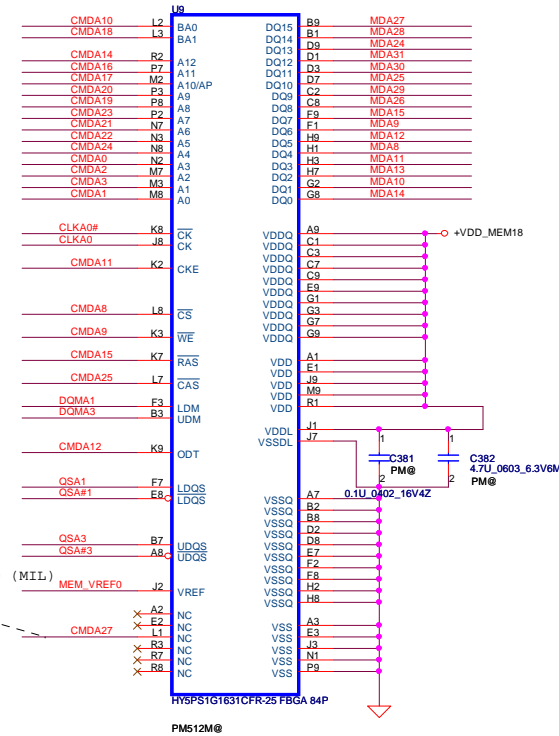 U9
CMDA10 L2 BA0 DQ15 B9 MDA27
CMDA18 L3 BA1 DQ14 B1 MDA28
DQ13 D9 MDA24
CMDA14 R2 A12 DQ12 D1 MDA31
CMDA16 P7 A11 DQ11 D3 MDA30
CMDA17 M2 A10/AP DQ10 D7 MDA25
CMDA20 P3 A9 DQ9 C2 MDA29
CMDA19 P8 A8 DQ8 C8 MDA26
CMDA23 P2 A7 DQ7 F9 MDA15
CMDA21 N7 A6 DQ6 F1 MDA9
CMDA22 N3 A5 DQ5 H9 MDA12
CMDA24 N8 A4 DQ4 H1 MDA8
CMDA0 N2 A3 DQ3 H3 MDA11
CMDA2 M7 A2 DQ2 H7 MDA13
CMDA3 M3 A1 DQ1 G2 MDA10
CMDA1 M8 A0 DQ0 G8 MDA14
CLKA0# K8 CK VDDQ A9 +VDD_MEM18
CLKA0 J8 CK VDDQ C1
VDDQ C3
CMDA11 K2 CKE VDDQ C7
VDDQ C9
VDDQ E9
VDDQ G1
CMDA8 L8 CS VDDQ G3
VDDQ G7
CMDA9 K3 WE VDDQ G9
CMDA15 K7 RAS VDD A1
VDD E1
CMDA25 L7 CAS VDD J9
VDD M9
DQMA1 F3 LDM VDD R1
DQMA3 B3 UDM
VDDL J1
VSSDL J7
1 1
CMDA12 K9 ODT C381 C382
PM@ 4.7U_0603_6.3V6M
2 2 PM@
0.1U_0402_16V4Z
QSA1 F7 LDQS
QSA#1 E8 LDQS VSSQ A7
VSSQ B2
VSSQ B8
VSSQ D2
QSA3 B7 UDQS VSSQ D8
QSA#3 A8 UDQS VSSQ E7
VSSQ F2
VSSQ F8
(MIL)
MEM_VREF0 J2 VREF VSSQ H2
VSSQ H8
A2 NC
E2 NC VSS A3
CMDA27 L1 NC VSS E3
R3 NC VSS J3
R7 NC VSS N1
R8 NC VSS P9
HY5PS1G1631CFR-25 FBGA 84P
PM512M@